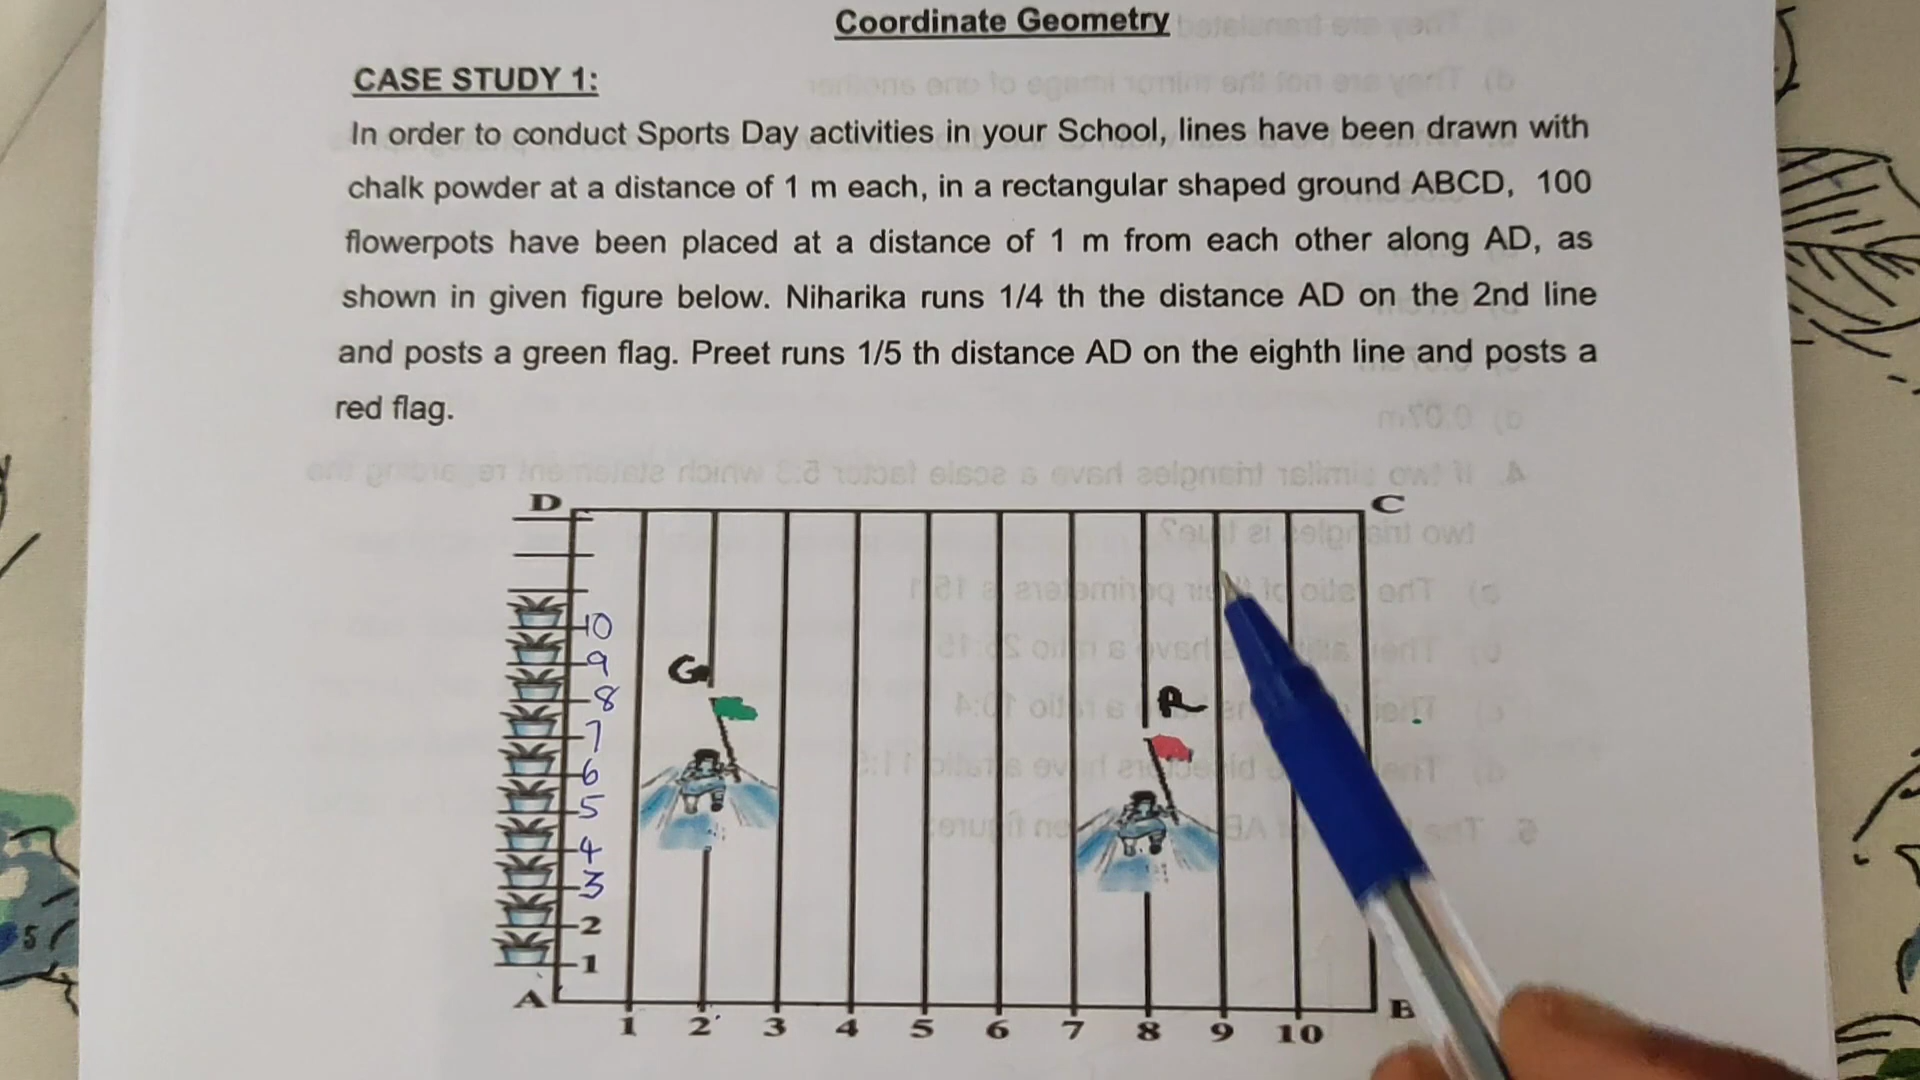 Coordinate Geometry
CASE STUDY 1:
In order to conduct Sports Day activities in your School, lines have been drawn with
chalk powder at a distance of 1 m each, in a rectangular shaped ground ABCD, 100
flowerpots have been placed at a distance of 1 m from each other along AD, as
shown in given figure below. Niharika runs 1/4 th the distance AD on the 2nd line
and posts a green flag. Preet runs 1/5 th distance AD on the eighth line and posts a
red flag.
D C
10
9
G
8
R
7
6
5
4
3
2
1
A B
1 2 3 4 5 6 7 8 9 10
5